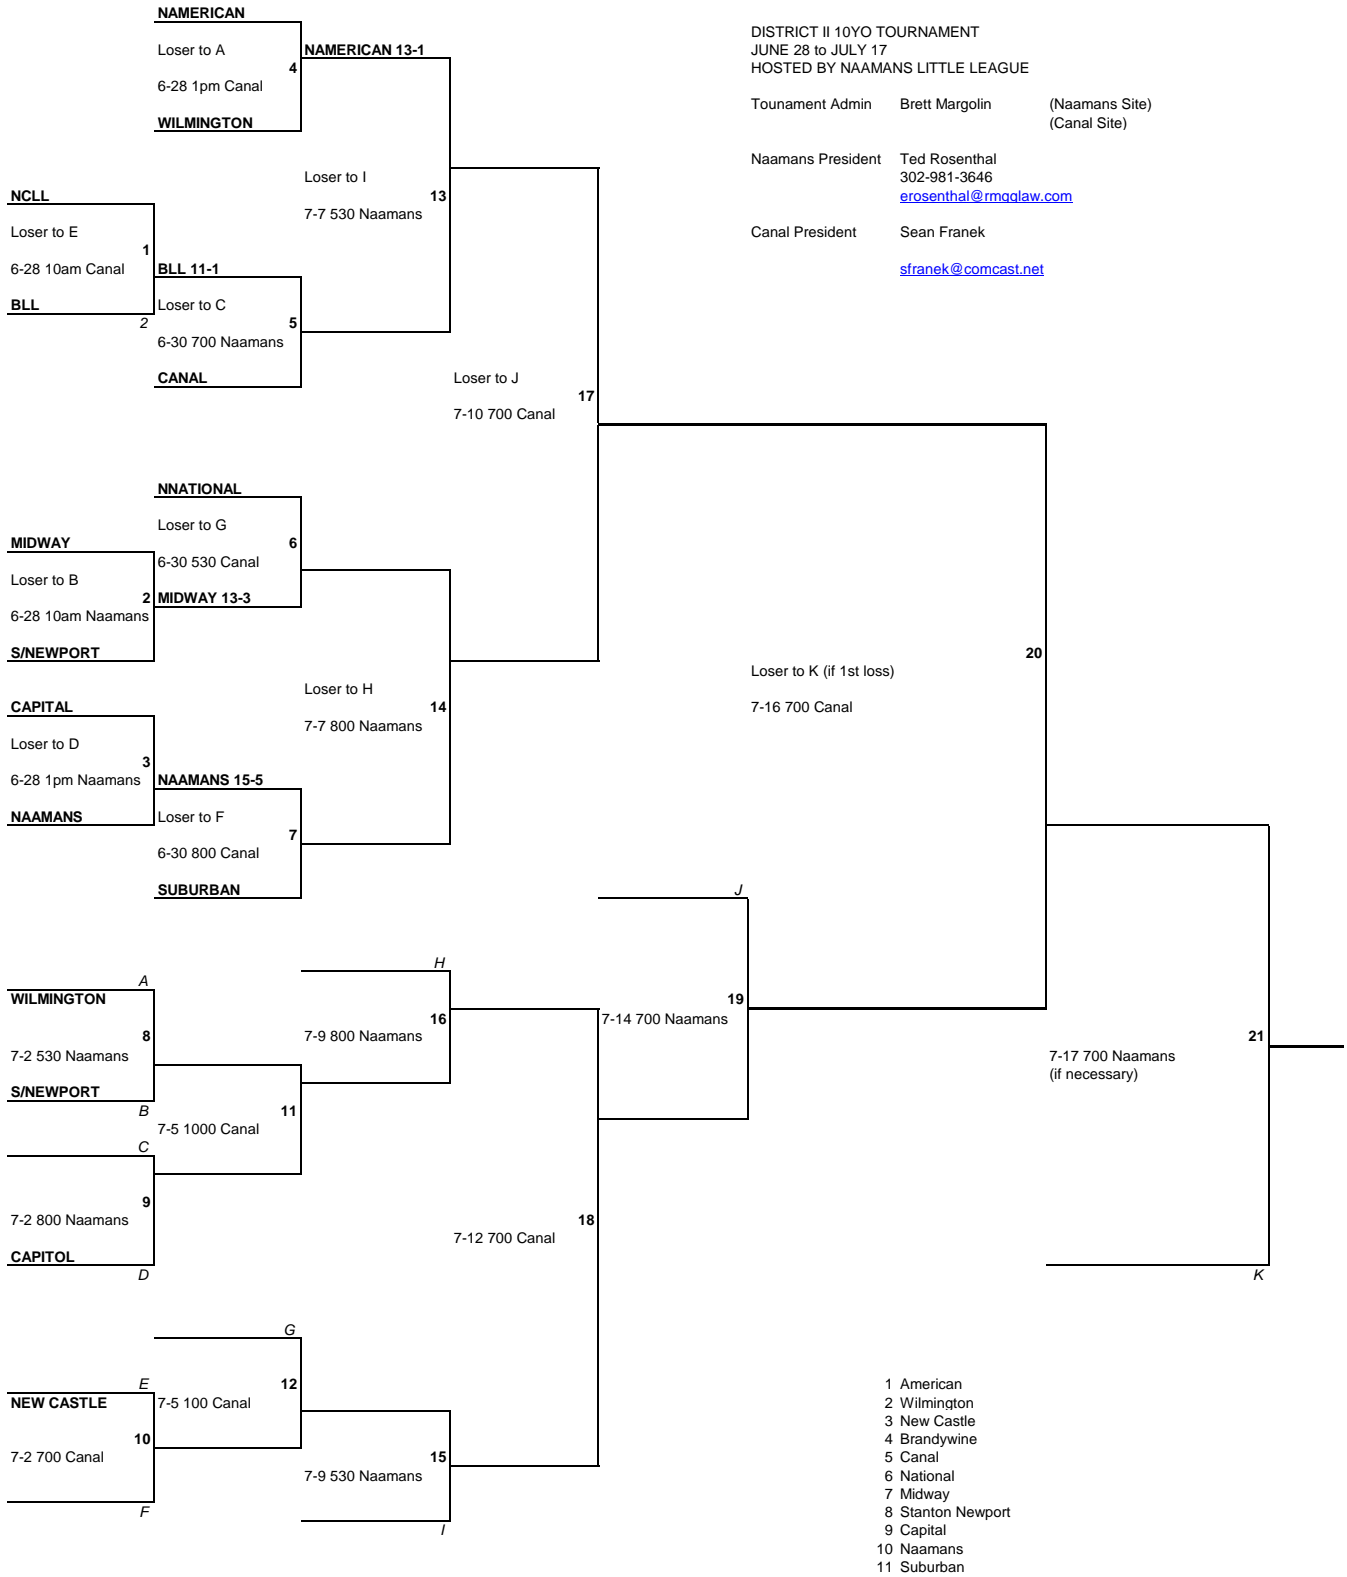 NAMERICAN
Loser to A
NAMERICAN 13-1
4
6-28 1pm Canal
WILMINGTON
DISTRICT II 10YO TOURNAMENT
JUNE 28 to JULY 17
HOSTED BY NAAMANS LITTLE LEAGUE
Tounament Admin Brett Margolin (Naamans Site)
(Canal Site)
Naamans President Ted Rosenthal
302-981-3646
erosenthal@rmgglaw.com
Canal President Sean Franek
sfranek@comcast.net
Loser to I
13
7-7 530 Naamans
NCLL
Loser to E
1
6-28 10am Canal
BLL 11-1
BLL
2
Loser to C
5
6-30 700 Naamans
CANAL
Loser to J
17
7-10 700 Canal
NNATIONAL
Loser to G
6
6-30 530 Canal
MIDWAY
Loser to B
2 MIDWAY 13-3
6-28 10am Naamans
S/NEWPORT
Loser to H
14
7-7 800 Naamans
20
Loser to K (if 1st loss)
7-16 700 Canal
CAPITAL
Loser to D
3
6-28 1pm Naamans
NAAMANS 15-5
NAAMANS
Loser to F
7
6-30 800 Canal
SUBURBAN
J
H
A
WILMINGTON
8
7-2 530 Naamans
S/NEWPORT
B
16
7-9 800 Naamans
19
7-14 700 Naamans
21
7-17 700 Naamans
(if necessary)
11
7-5 1000 Canal
C
9
7-2 800 Naamans
CAPITOL
D
18
7-12 700 Canal
K
G
E
12
NEW CASTLE
7-5 100 Canal
10
7-2 700 Canal
F
15
7-9 530 Naamans
I
1 American
2 Wilmington
3 New Castle
4 Brandywine
5 Canal
6 National
7 Midway
8 Stanton Newport
9 Capital
10 Naamans
11 Suburban